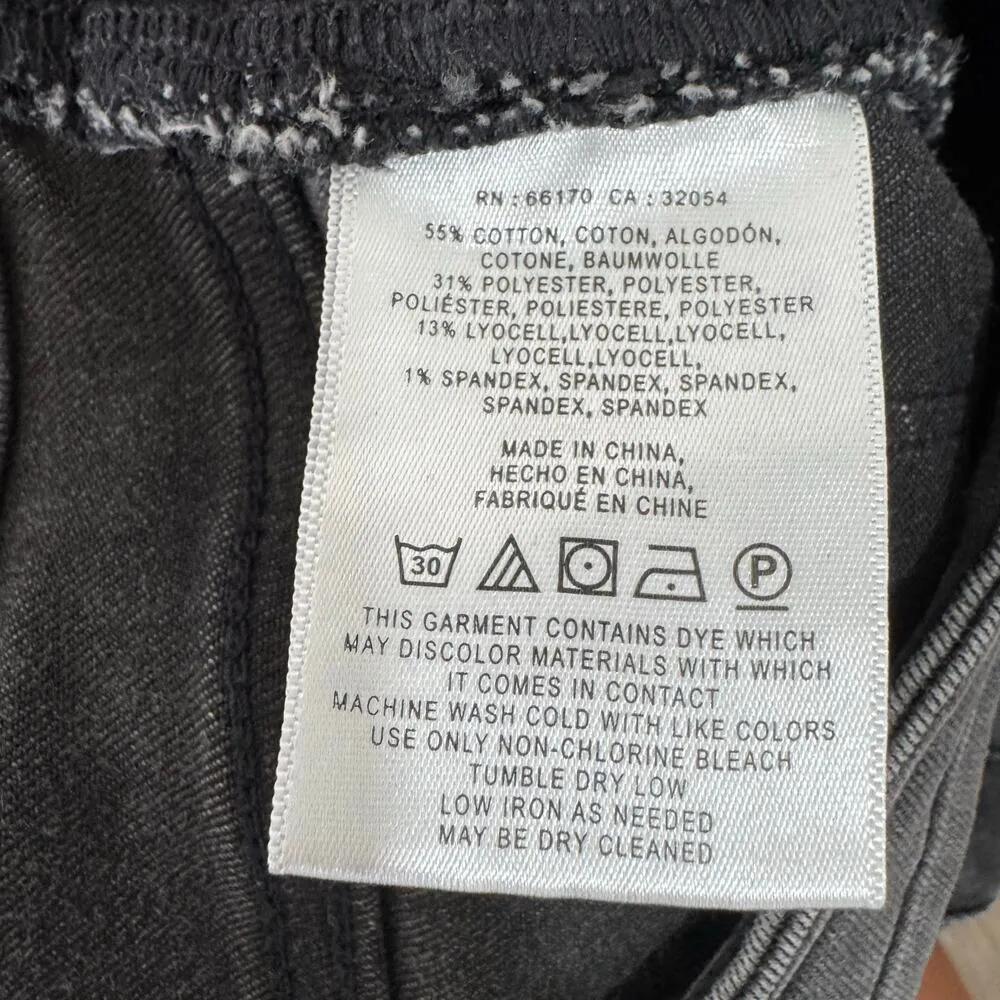 RN : 66170 CA : 32054
55% COTTON, COTON, ALGODÓN,
COTONE, BAUMWOLLE
31% POLYESTER, POLYESTER,
POLIÉSTER, POLIESTERE, POLYESTER
13% LYOCELL,LYOCELL,LYOCELL,
LYOCELL,LYOCELL,
1% SPANDEX, SPANDEX, SPANDEX,
SPANDEX, SPANDEX
MADE IN CHINA,
HECHO EN CHINA,
FABRIQUÉ EN CHINE
30 P
THIS GARMENT CONTAINS DYE WHICH
MAY DISCOLOR MATERIALS WITH WHICH
IT COMES IN CONTACT
MACHINE WASH COLD WITH LIKE COLORS
USE ONLY NON-CHLORINE BLEACH
TUMBLE DRY LOW
LOW IRON AS NEEDED
MAY BE DRY CLEANED